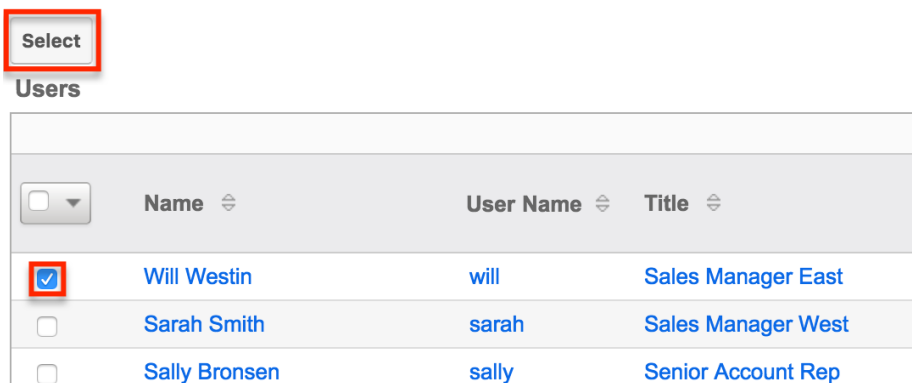 Select
Users
Name User Name Title
Will Westin will Sales Manager East
Sarah Smith sarah Sales Manager West
Sally Bronsen sally Senior Account Rep